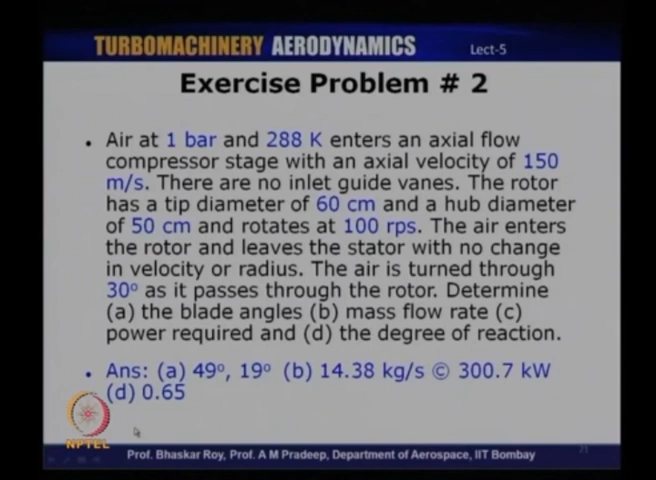 TURBOMACHINERY AERODYNAMICS Lect-5
Exercise Problem # 2
• Air at 1 bar and 288 K enters an axial flow
compressor stage with an axial velocity of 150
m/s. There are no inlet guide vanes. The rotor
has a tip diameter of 60 cm and a hub diameter
of 50 cm and rotates at 100 rps. The air enters
the rotor and leaves the stator with no change
in velocity or radius. The air is turned through
30º as it passes through the rotor. Determine
(a) the blade angles (b) mass flow rate (c)
power required and (d) the degree of reaction.
• Ans: (a) 49º, 19º (b) 14.38 kg/s © 300.7 kW
(d) 0.65
NPTEL
Prof. Bhaskar Roy, Prof. A M Pradeep, Department of Aerospace, IIT Bombay